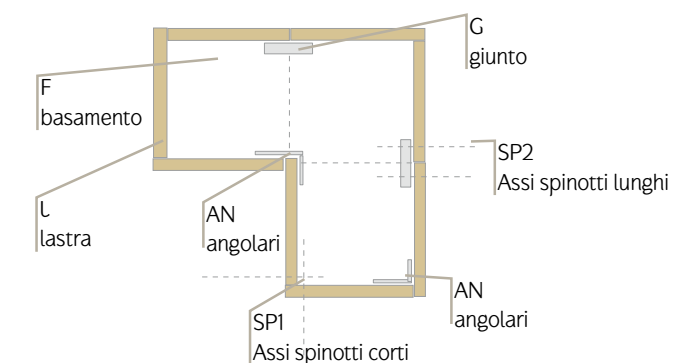 G
giunto
F
basamento
SP2
Assi spinotti lunghi
L
lastra
AN
angolari
AN
angolari
SP1
Assi spinotti corti